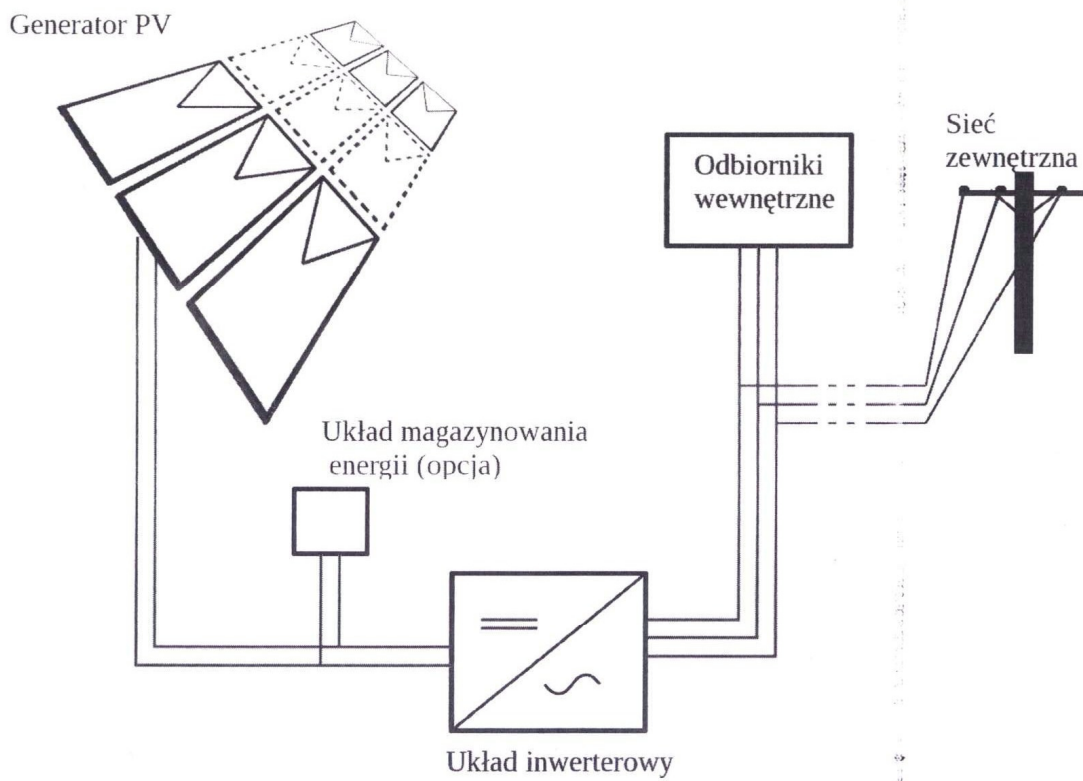 Generator PV
Sieć
zewnętrzna
Odbiorniki
wewnętrzne
Układ magazynowania
energii (opcja)
Układ inwerterowy